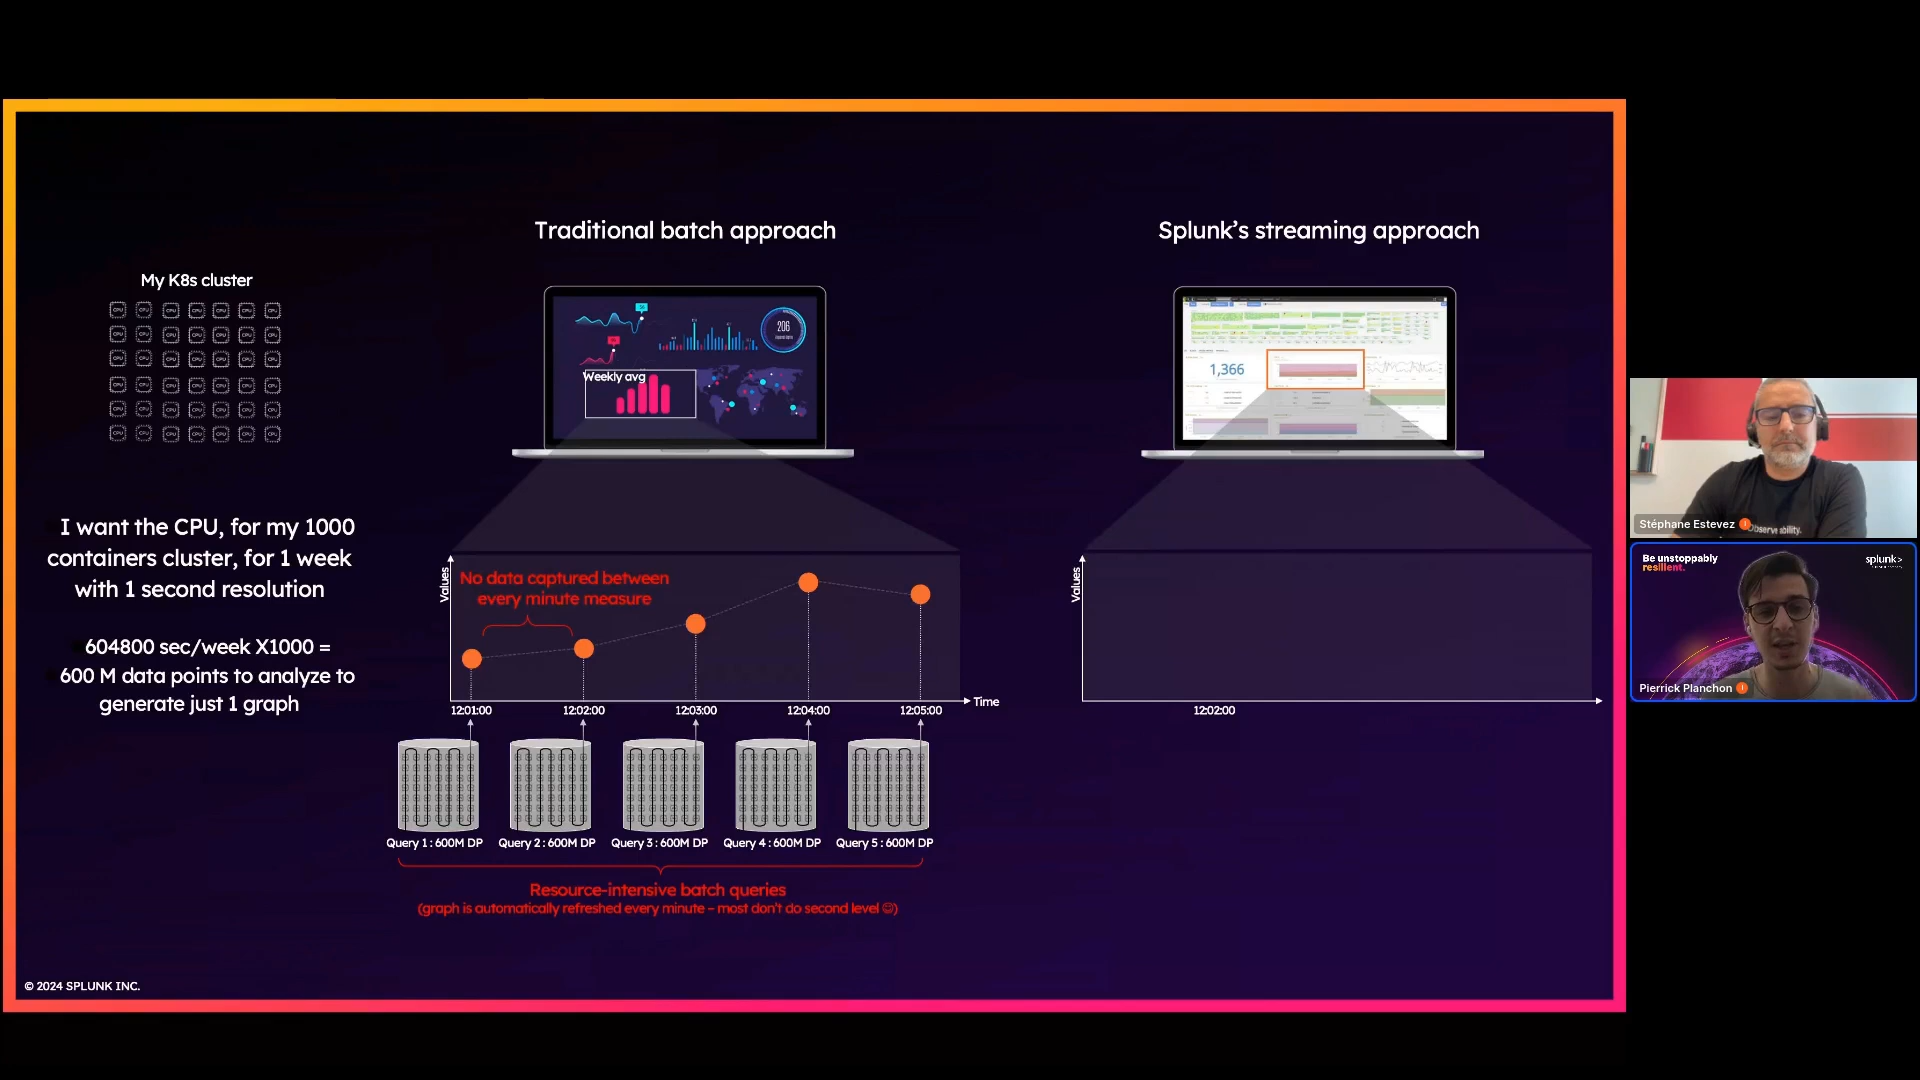 Traditional batch approach
Splunk's streaming approach
My K8s cluster
206
Weekly avg
1,366
I want the CPU, for my 1000
containers cluster, for 1 week
with 1 second resolution
604800 sec/week X1000 =
600 M data points to analyze to
generate just 1 graph
Values
No data captured between
every minute measure
12:01:00
12:02:00
12:03:00
12:04:00
12:05:00
Time
Values
12:02:00
Query 1 : 600M DP
Query 2 : 600M DP
Query 3 : 600M DP
Query 4 : 600M DP
Query 5 : 600M DP
Resource-intensive batch queries
(graph is automatically refreshed every minute – most don't do second level ☺)
© 2024 SPLUNK INC.
Stéphane Estevez
Observability.
Be unstoppably
resilient.
splunk>
Pierrick Planchon